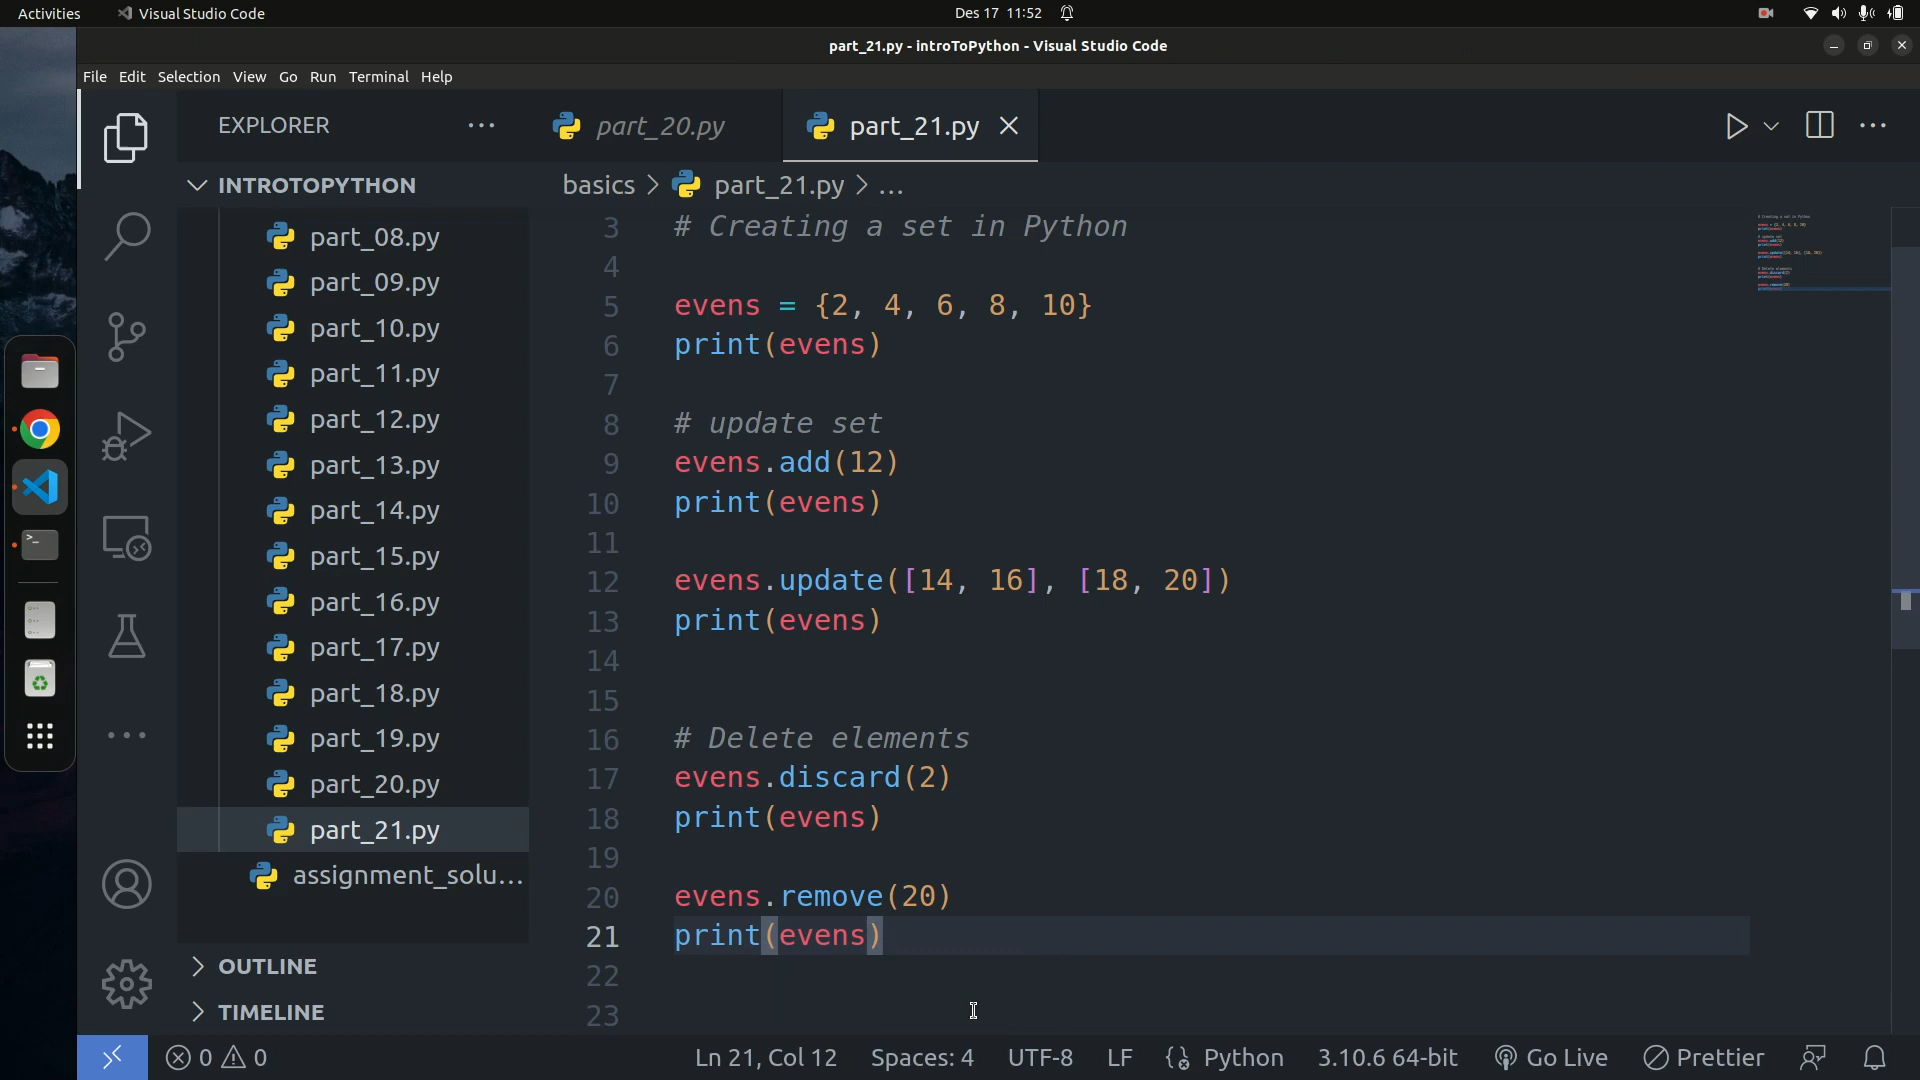 Activities
Visual Studio Code
Des 17 11:52
part_21.py - introToPython - Visual Studio Code
File Edit Selection View Go Run Terminal Help
EXPLORER
part_20.py
part_21.py
INTROTOPYTHON
basics > part_21.py > ...
part_08.py
part_09.py
part_10.py
part_11.py
part_12.py
part_13.py
part_14.py
part_15.py
part_16.py
part_17.py
part_18.py
part_19.py
part_20.py
part_21.py
assignment_solu...
OUTLINE
TIMELINE
3 # Creating a set in Python
4
5 evens = {2, 4, 6, 8, 10}
6 print(evens)
7
8 # update set
9 evens.add(12)
10 print(evens)
11
12 evens.update([14, 16], [18, 20])
13 print(evens)
14
15
16 # Delete elements
17 evens.discard(2)
18 print(evens)
19
20 evens.remove(20)
21 print(evens)
22
23
0 0
Ln 21, Col 12
Spaces: 4
UTF-8
LF
Python
3.10.6 64-bit
Go Live
Prettier